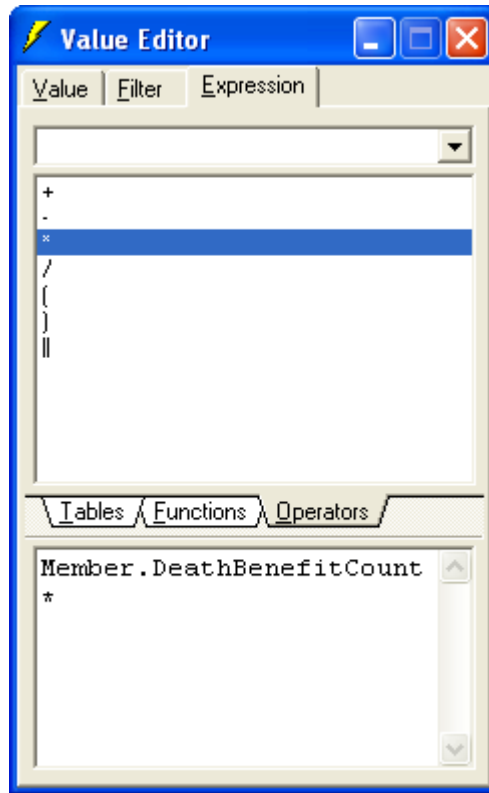 Value Editor
Value Filter Expression
+
-
*
/
(
)
||
Tables Functions Operators
Member.DeathBenefitCount
*